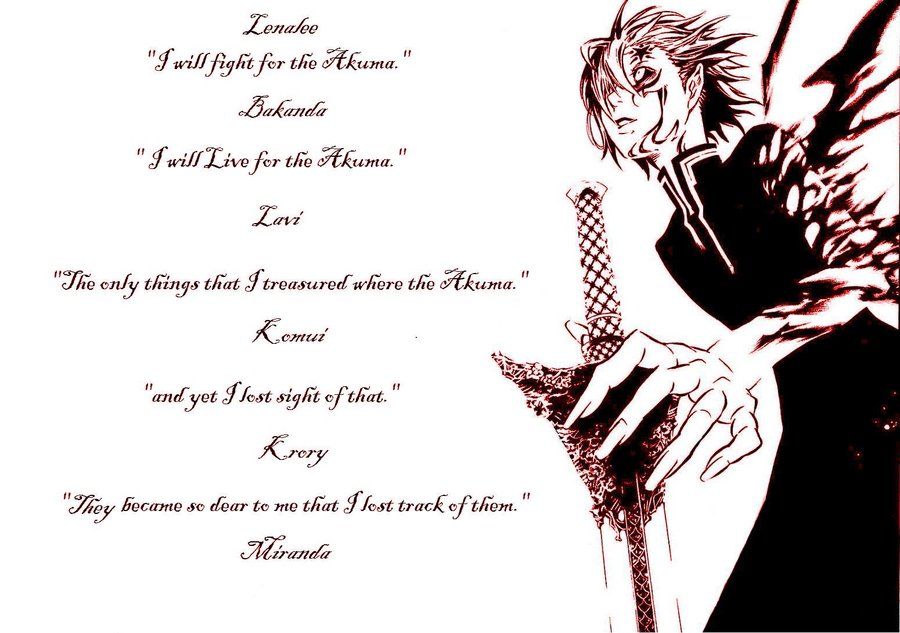 Lenalee
"I will fight for the Akuma."
Bakanda
"I will Live for the Akuma."
Lavi
"The only things that I treasured where the Akuma."
Komui
"and yet I lost sight of that."
Krory
"They became so dear to me that I lost track of them."
Miranda